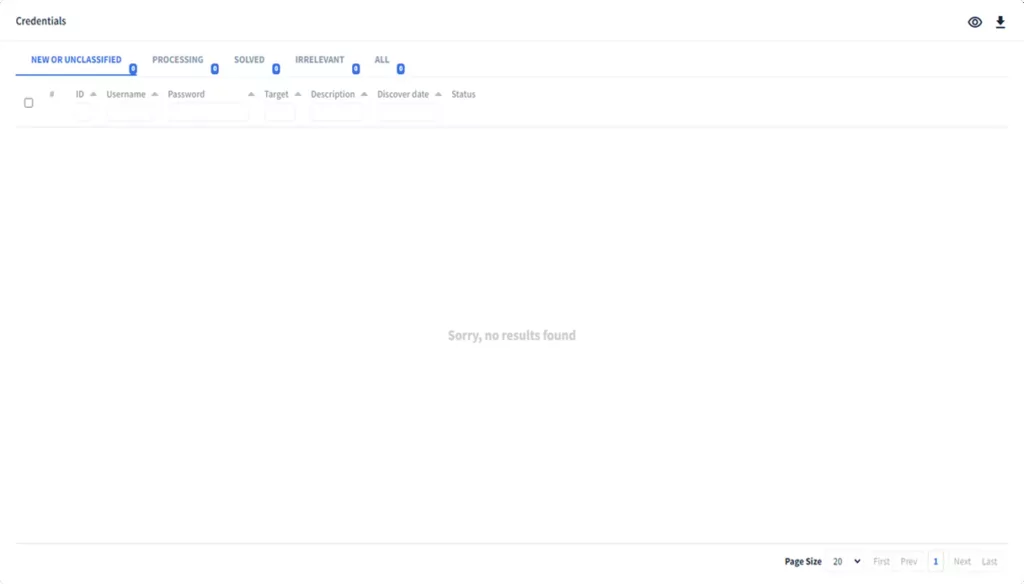 Credentials
NEW OR UNCLASSIFIED 0 PROCESSING 0 SOLVED 0 IRRELEVANT 0 ALL 0
# ID Username Password Target Description Discover date Status
Sorry, no results found
Page Size 20 First Prev 1 Next Last